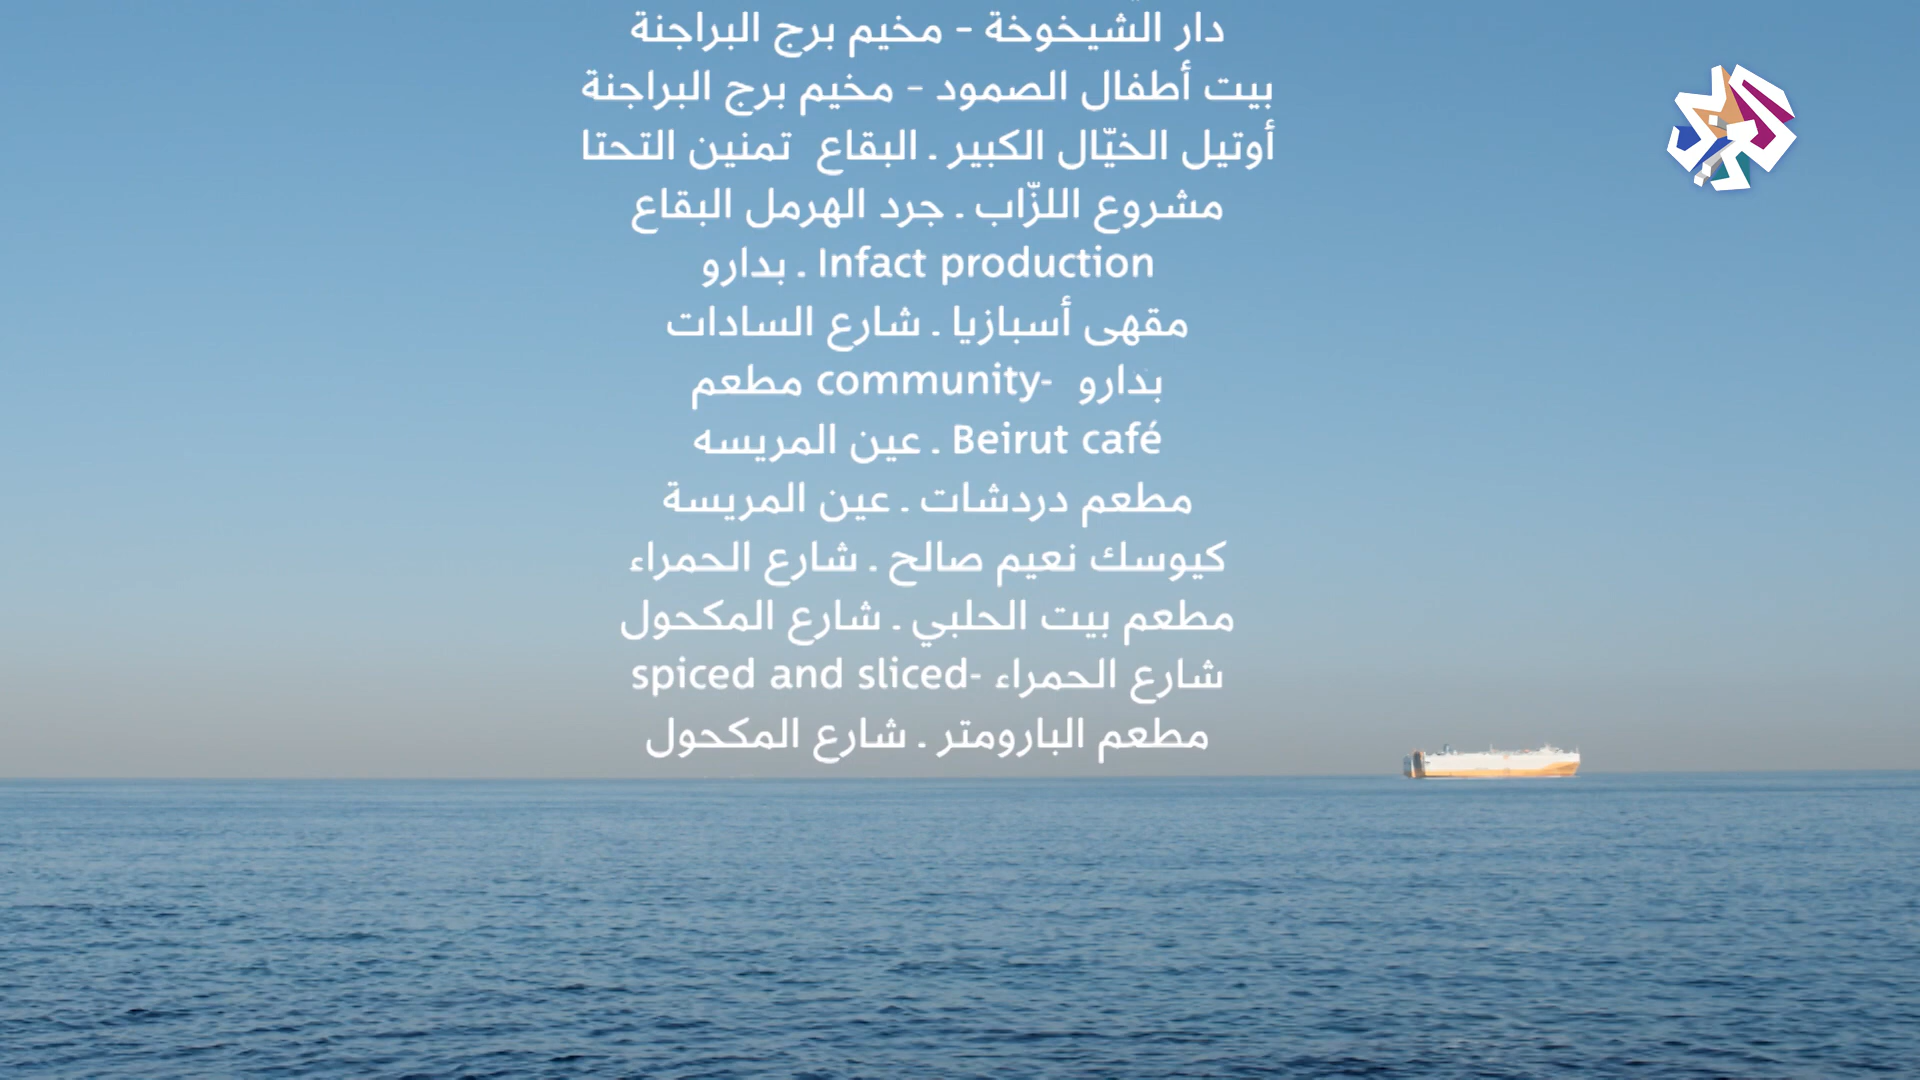 دار الشيخوخة - مخيم برج البراجنة
بيت أطفال الصمود - مخيم برج البراجنة
أوتيل الخيّال الكبير . البقاع تمنين التحتا
مشروع اللزّاب . جرد الهرمل البقاع
Infact production . بدارو
مقهى أسبازيا . شارع السادات
بدارو -community مطعم
Beirut café . عين المريسه
مطعم دردشات . عين المريسة
كيوسك نعيم صالح . شارع الحمراء
مطعم بيت الحلبي . شارع المكحول
شارع الحمراء -spiced and sliced
مطعم البارومتر . شارع المكحول